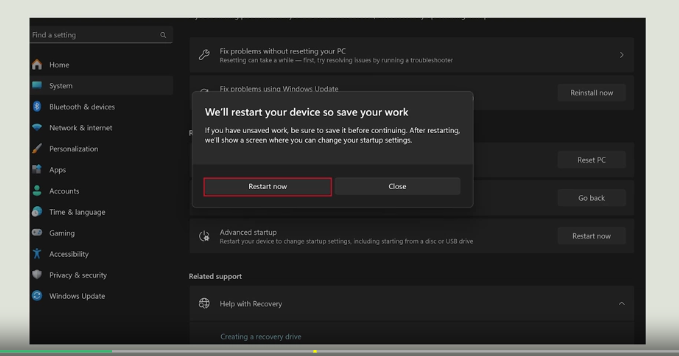 Find a setting
Home
System
Bluetooth & devices
Network & internet
Personalization
Apps
Accounts
Time & language
Gaming
Accessibility
Privacy & security
Windows Update
Fix problems without resetting your PC
Resetting can take a while — first, try resolving issues by running a troubleshooter
Fix problems using Windows Update
Reinstall now
We'll restart your device so save your work
If you have unsaved work, be sure to save it before continuing. After restarting,
we'll show a screen where you can change your startup settings.
Restart now
Close
Reset PC
Go back
Advanced startup
Restart your device to change startup settings, including starting from a disc or USB drive
Restart now
Related support
Help with Recovery
Creating a recovery drive